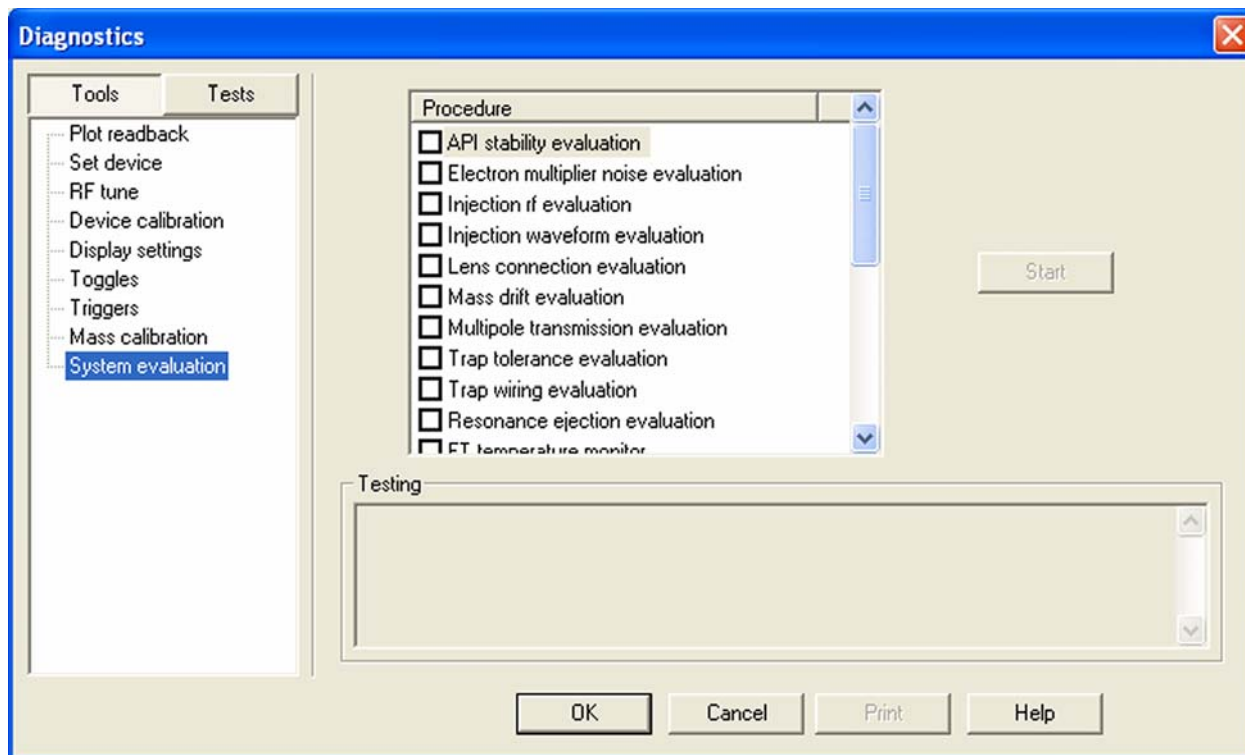 Diagnostics
Tools
Tests
Plot readback
Set device
RF tune
Device calibration
Display settings
Toggles
Triggers
Mass calibration
System evaluation
Procedure
API stability evaluation
Electron multiplier noise evaluation
Injection rf evaluation
Injection waveform evaluation
Lens connection evaluation
Mass drift evaluation
Multipole transmission evaluation
Trap tolerance evaluation
Trap wiring evaluation
Resonance ejection evaluation
FT temperature monitor
Start
Testing
OK
Cancel
Print
Help